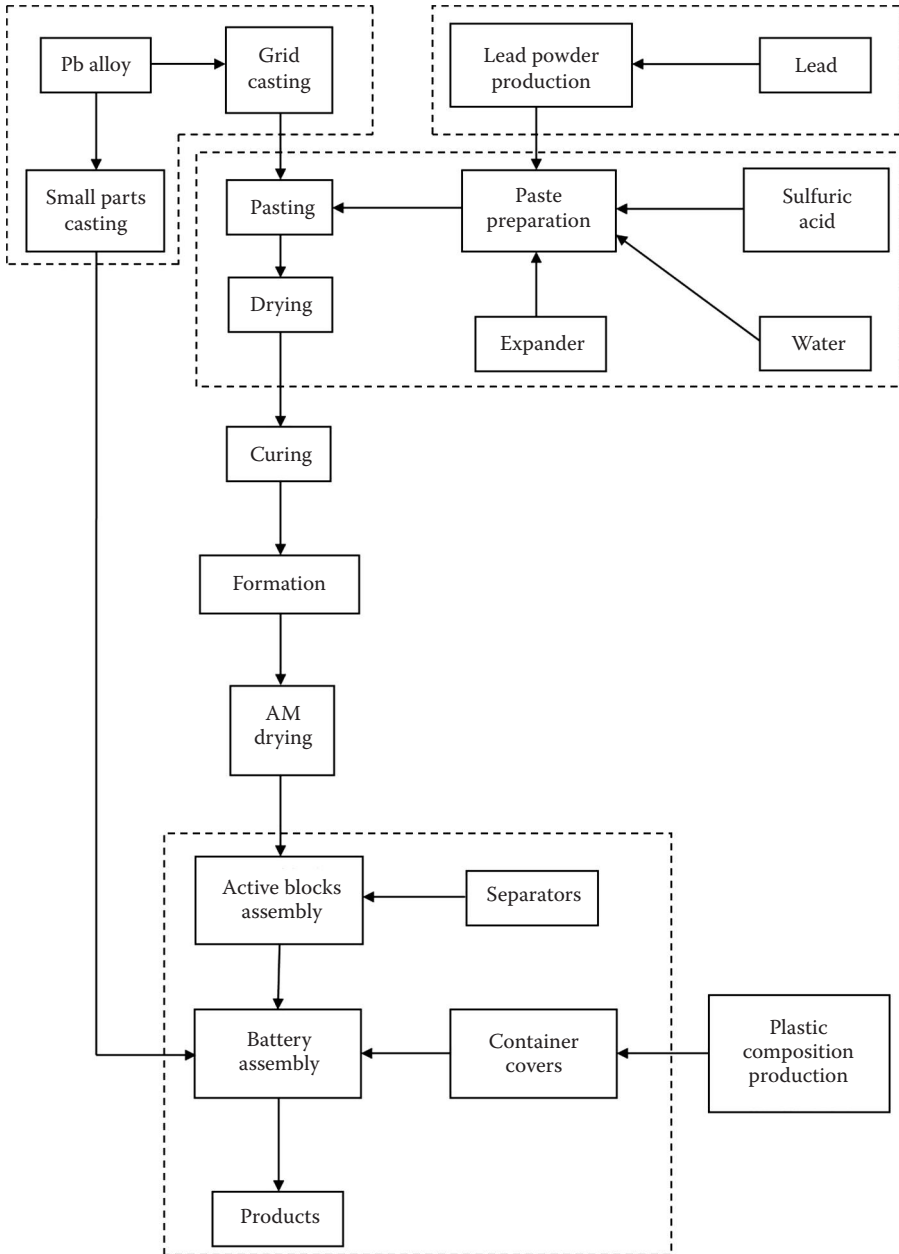 Pb alloy
Grid
casting
Lead powder
production
Lead
Small parts
casting
Pasting
Paste
preparation
Sulfuric
acid
Drying
Expander
Water
Curing
Formation
AM
drying
Active blocks
assembly
Separators
Battery
assembly
Container
covers
Plastic
composition
production
Products